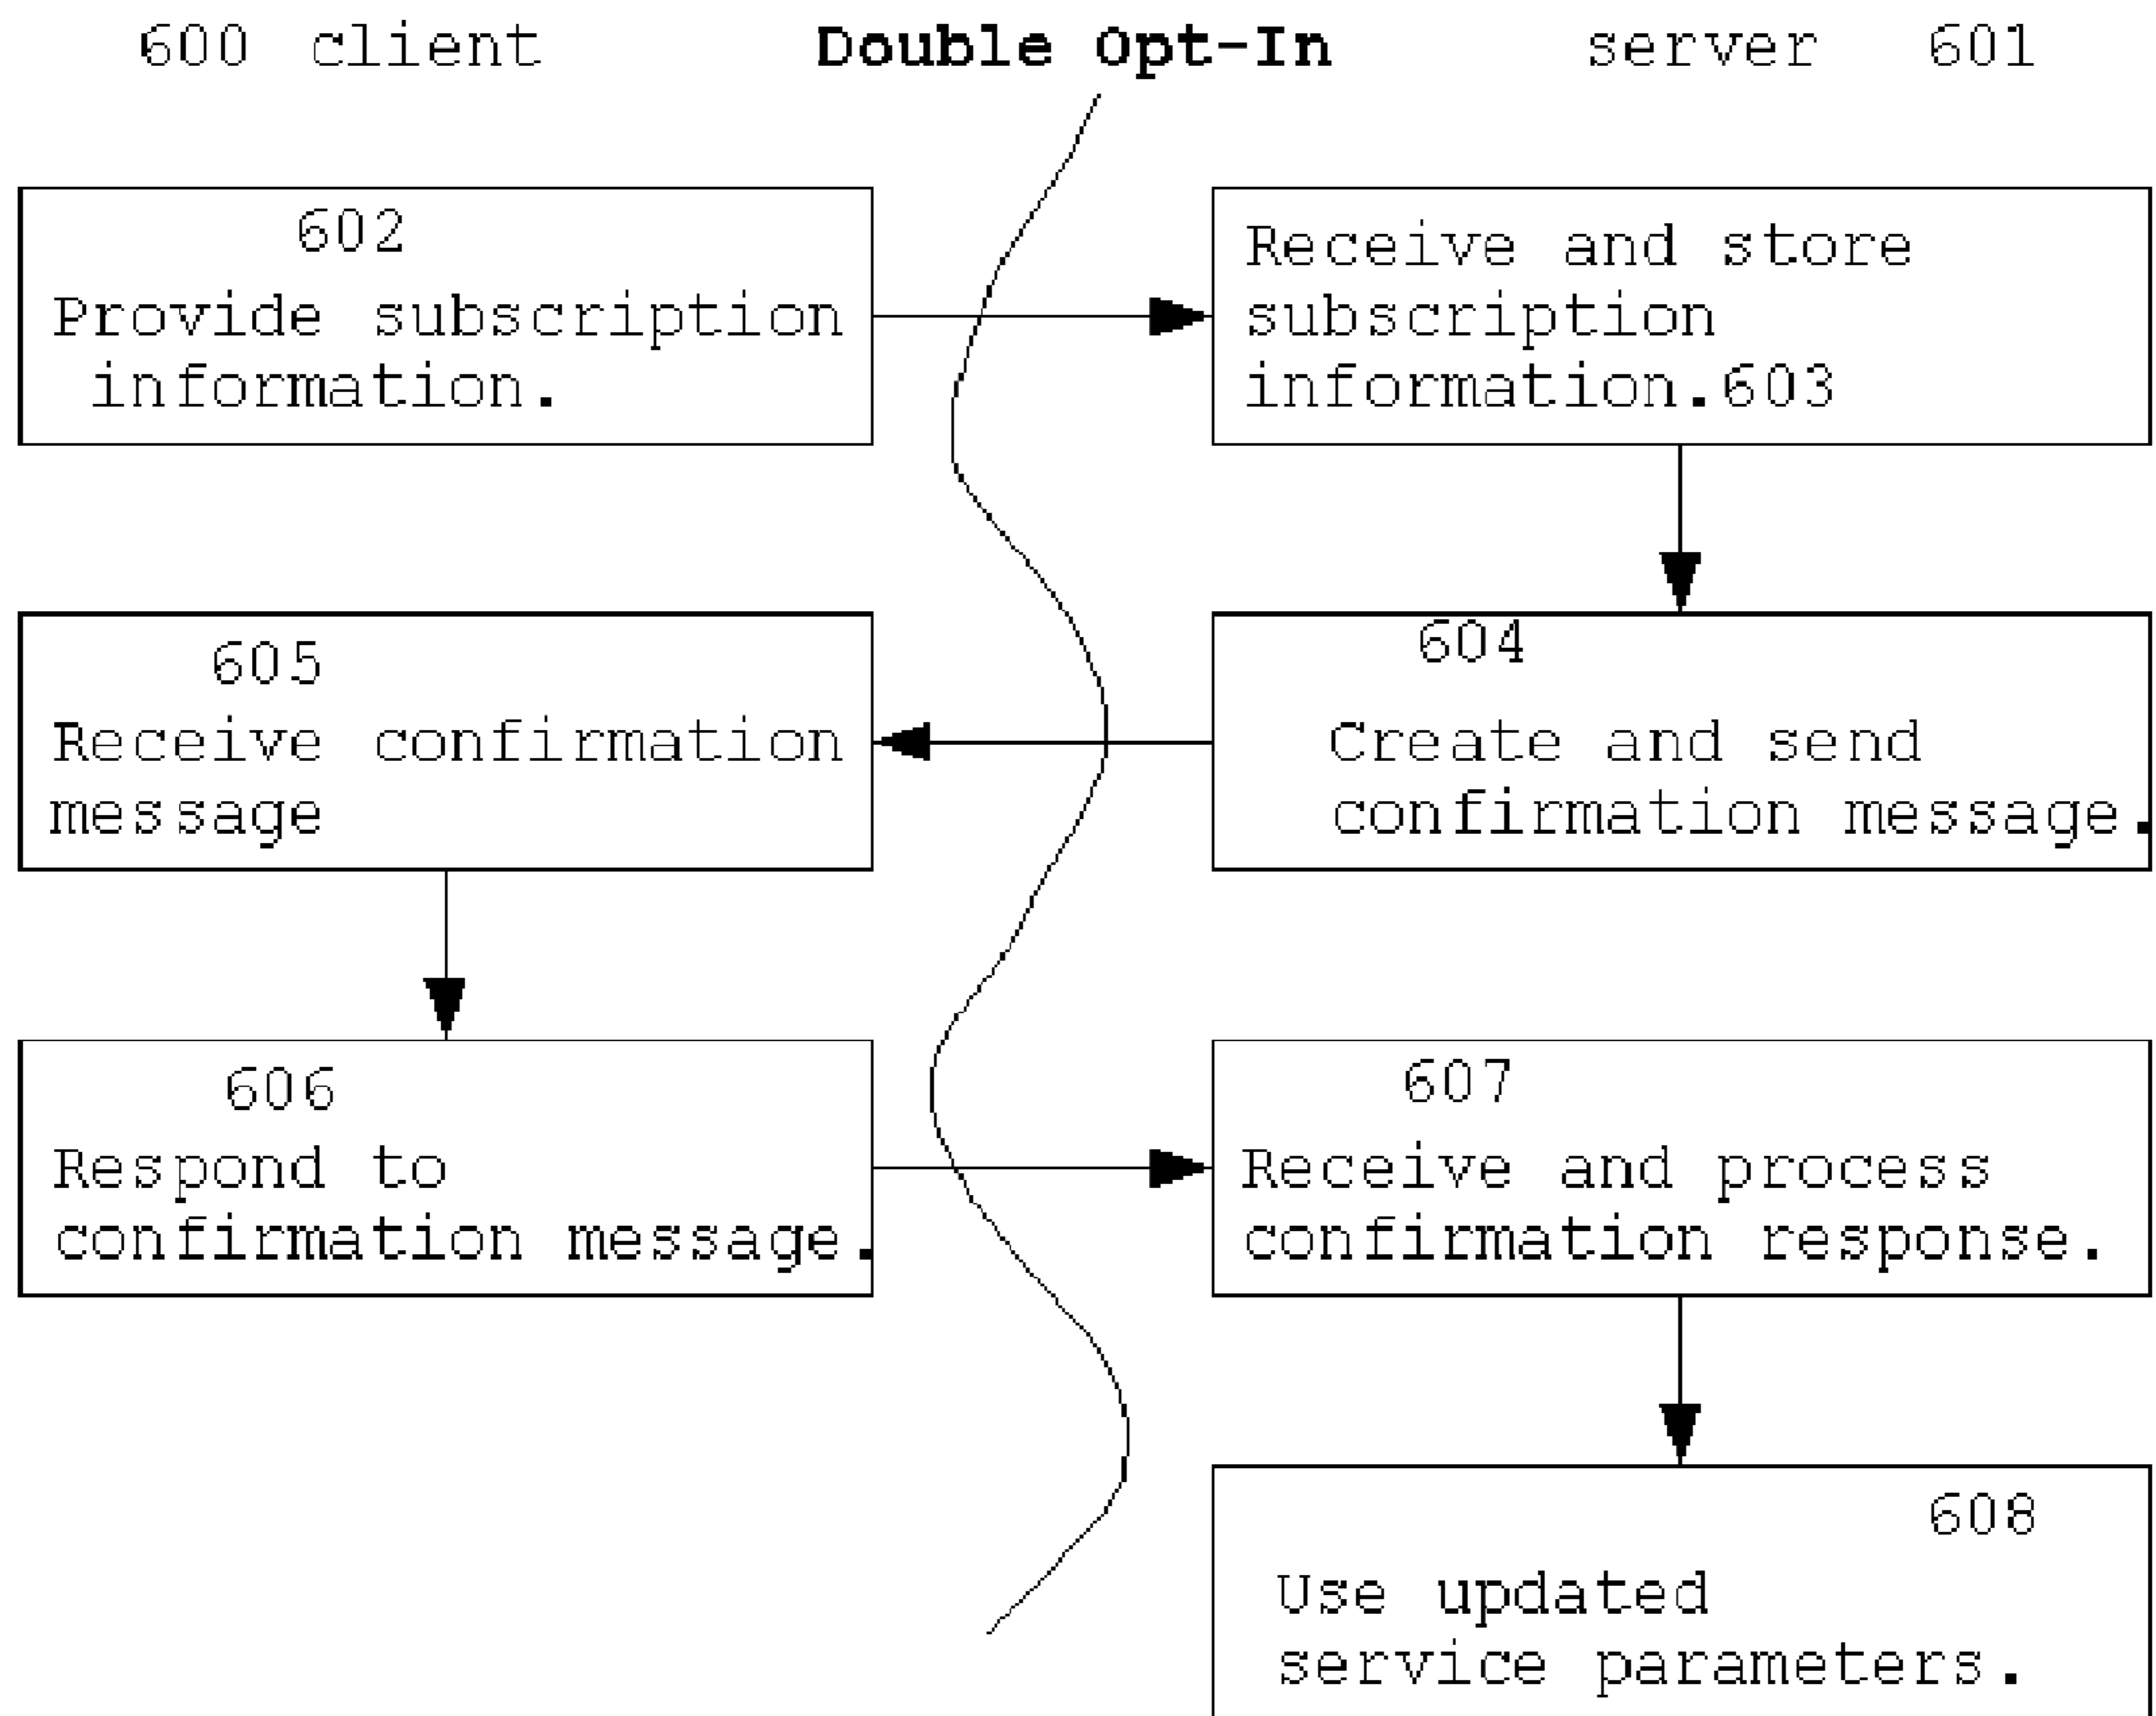 600 client Double Opt-In server 601
602
Provide subscription
information.
Receive and store
subscription
information.603
605
Receive confirmation
message
604
Create and send
confirmation message.
606
Respond to
confirmation message.
607
Receive and process
confirmation response.
608
Use updated
service parameters.